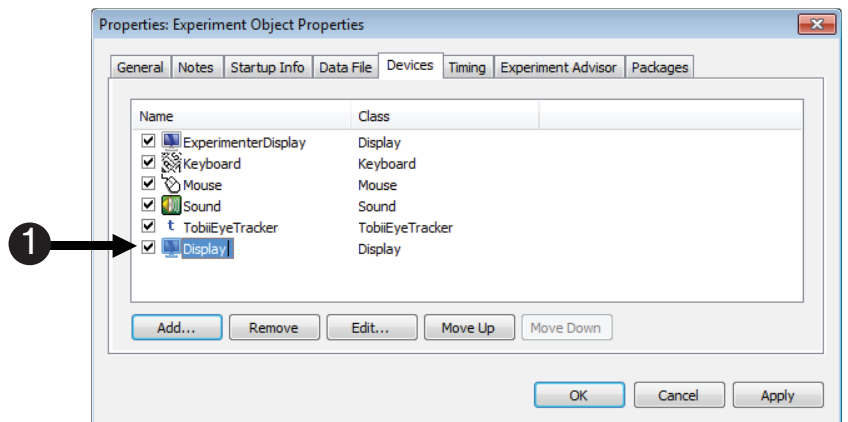 Properties: Experiment Object Properties
General Notes Startup Info Data File Devices Timing Experiment Advisor Packages
Name Class
ExperimenterDisplay Display
Keyboard Keyboard
Mouse Mouse
Sound Sound
t TobiiEyeTracker TobiiEyeTracker
1 Display Display
Add... Remove Edit... Move Up Move Down
OK Cancel Apply